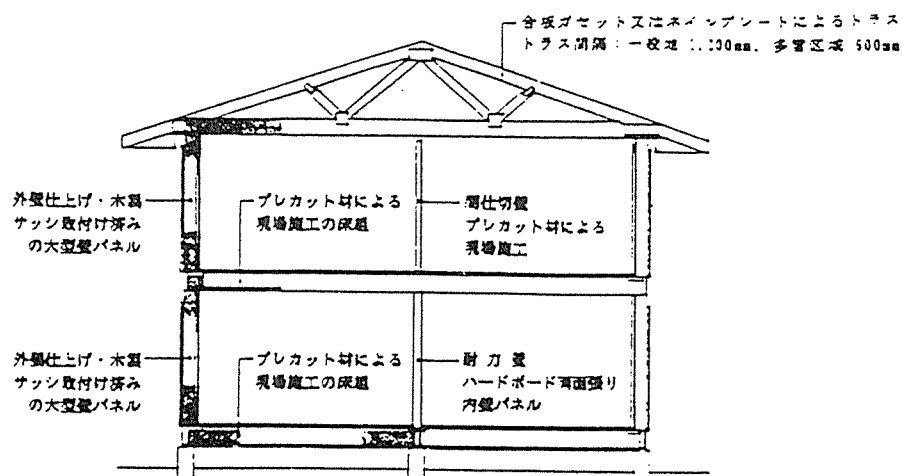 合板ガセット又はネイルプレートによるトラス
トラス間隔：一般地 1,200mm、多雪区域 600mm
外壁仕上げ・木製
サッシ取付け済み
の大型壁パネル
プレカット材による
現場施工の床組
間仕切壁
プレカット材による
現場施工
外壁仕上げ・木製
サッシ取付け済み
の大型壁パネル
プレカット材による
現場施工の床組
耐力壁
ハードボード両面張り
内壁パネル